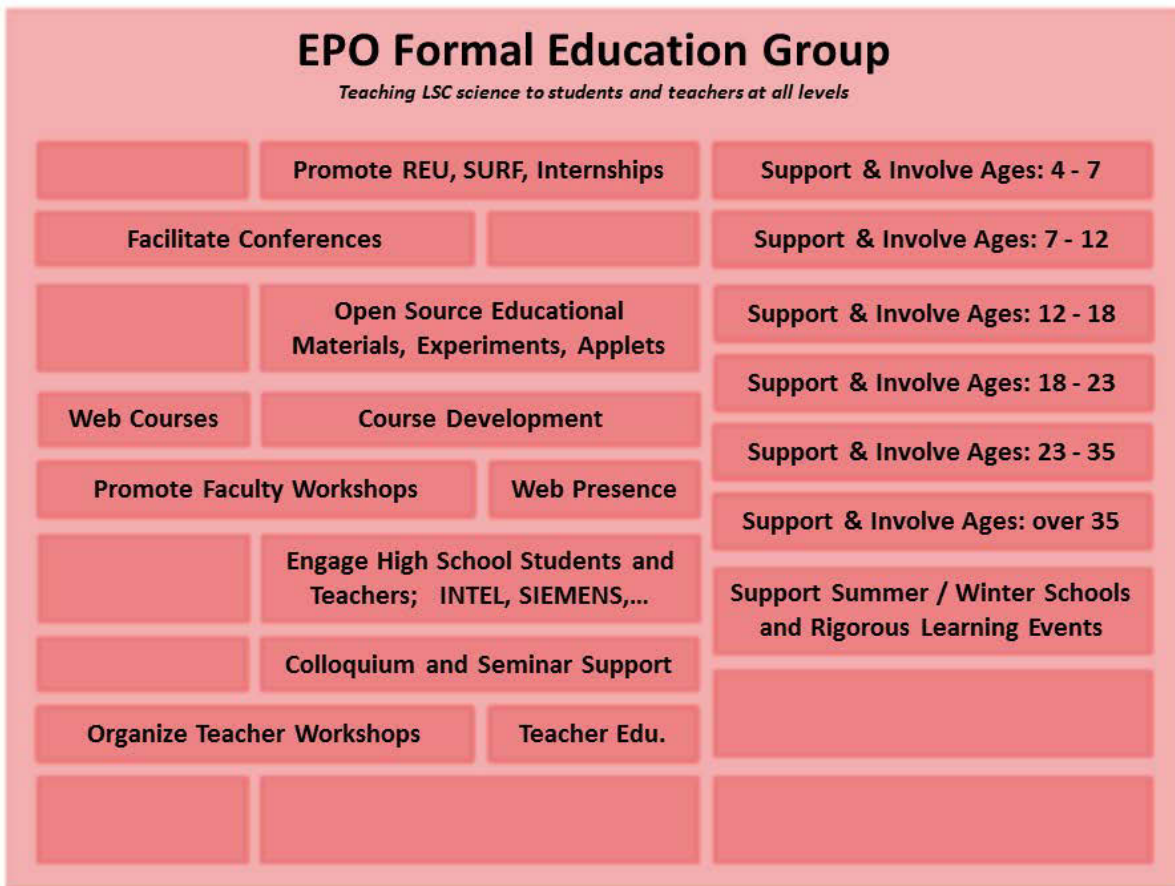 EPO Formal Education Group
Teaching LSC science to students and teachers at all levels
Promote REU, SURF, Internships
Facilitate Conferences
Open Source Educational
Materials, Experiments, Applets
Web Courses
Course Development
Promote Faculty Workshops
Web Presence
Engage High School Students and
Teachers; INTEL, SIEMENS,...
Colloquium and Seminar Support
Organize Teacher Workshops
Teacher Edu.
Support & Involve Ages: 4 - 7
Support & Involve Ages: 7 - 12
Support & Involve Ages: 12 - 18
Support & Involve Ages: 18 - 23
Support & Involve Ages: 23 - 35
Support & Involve Ages: over 35
Support Summer / Winter Schools
and Rigorous Learning Events